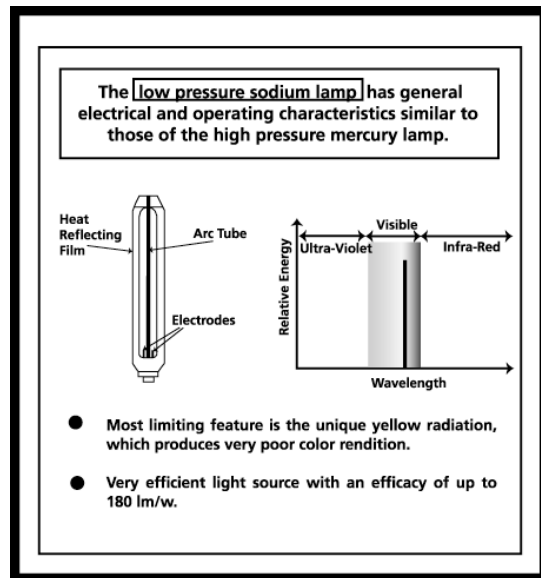 The low pressure sodium lamp has general
electrical and operating characteristics similar to
those of the high pressure mercury lamp.
Heat
Reflecting
Film
Arc Tube
Electrodes
Visible
Ultra-Violet
Infra-Red
Relative Energy
Wavelength
Most limiting feature is the unique yellow radiation,
which produces very poor color rendition.
Very efficient light source with an efficacy of up to
180 lm/w.